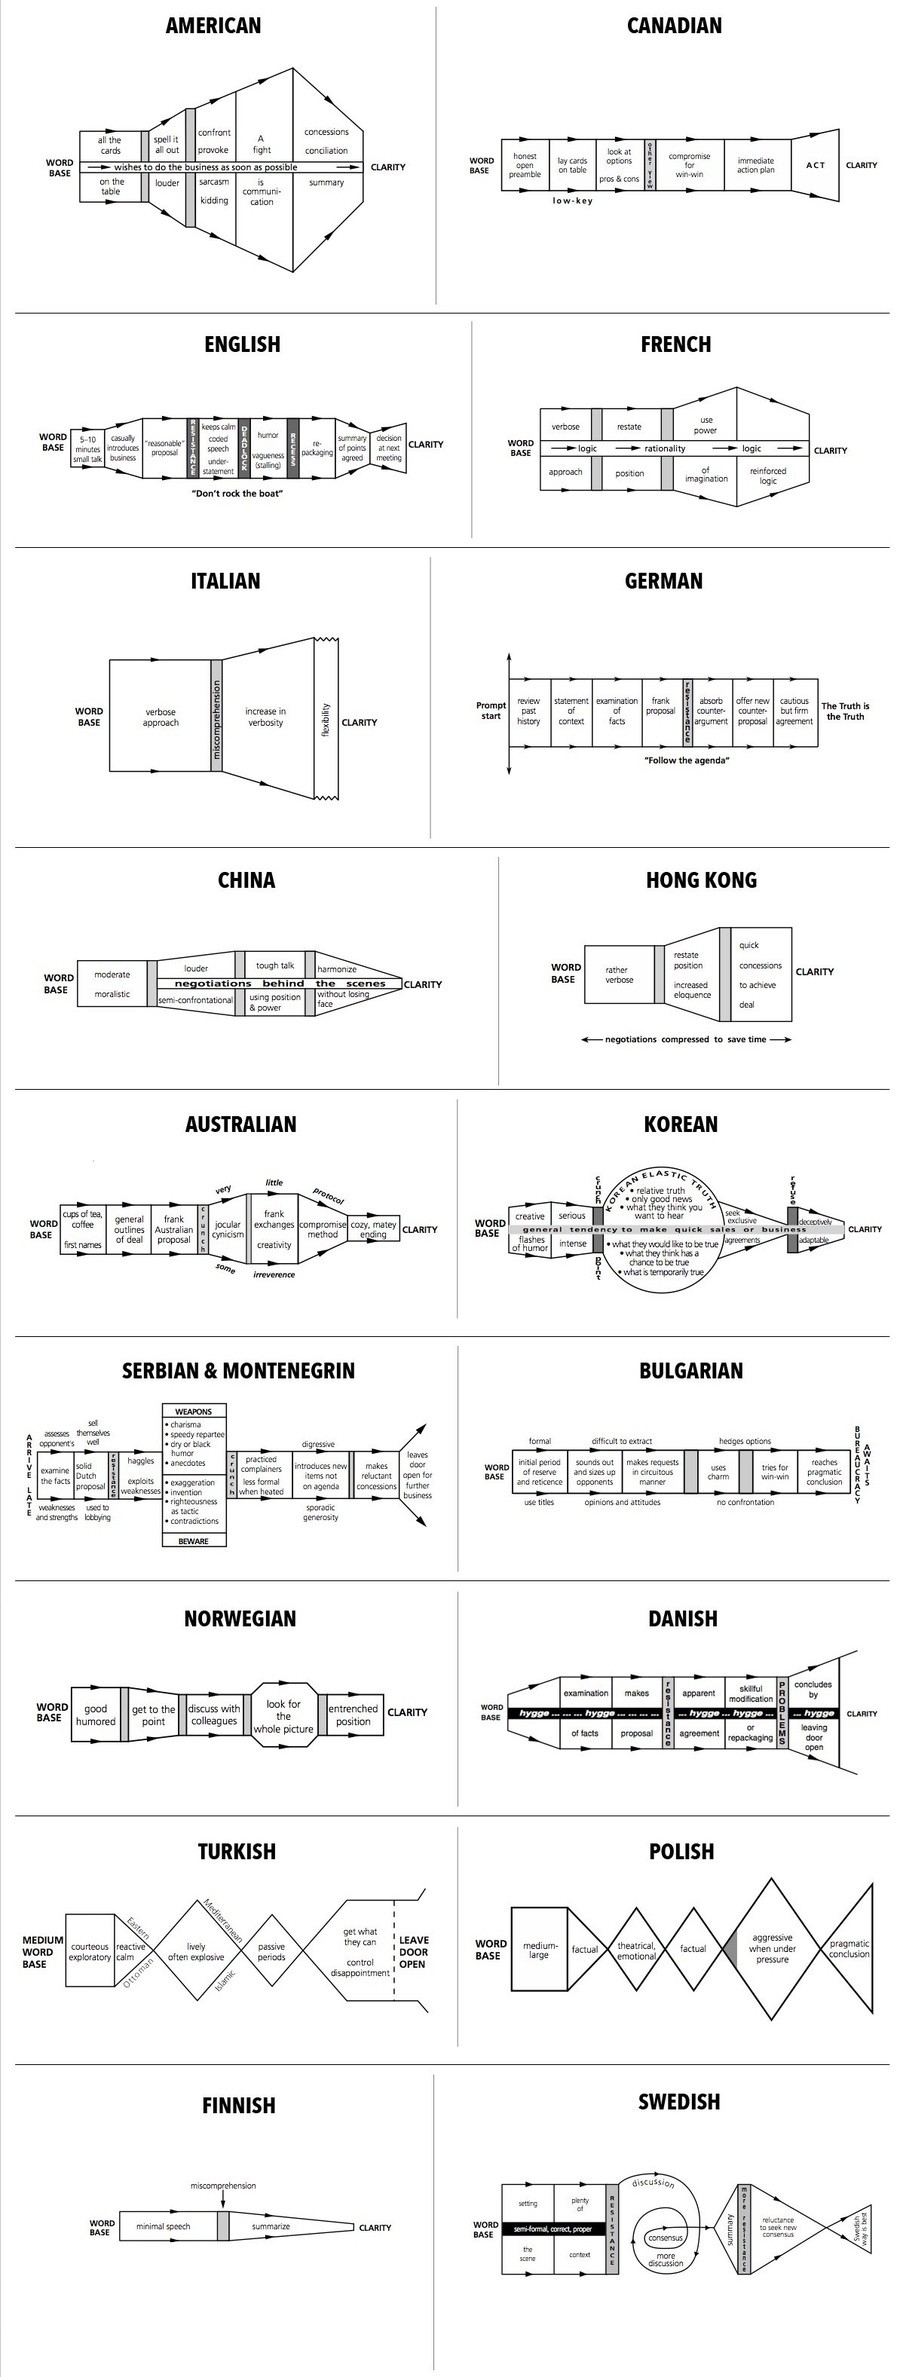 AMERICAN
all the
cards
spell it
all out
confront
provoke
A
fight
concessions
conciliation
WORD
BASE
wishes to do the business as soon as possible
CLARITY
on the
table
louder
sarcasm
kidding
is
communi-
cation
summary
CANADIAN
WORD
BASE
honest
open
preamble
lay cards
on table
look at
options
pros & cons
other view
compromise
for
win-win
immediate
action plan
ACT
CLARITY
low-key
ENGLISH
WORD
BASE
5–10
minutes
small talk
casually
introduces
business
"reasonable"
proposal
RESISTANCE
keeps calm
coded
speech
under-
statement
DEADLOCK
humor
vagueness
(stalling)
RECESS
re-
packaging
summary
of points
agreed
decision
at next
meeting
CLARITY
"Don't rock the boat"
FRENCH
verbose
restate
use
power
WORD
BASE
logic
rationality
logic
CLARITY
approach
position
of
imagination
reinforced
logic
ITALIAN
WORD
BASE
verbose
approach
miscomprehension
increase in
verbosity
flexibility
CLARITY
GERMAN
Prompt
start
review
past
history
statement
of
context
examination
of
facts
frank
proposal
resistance
absorb
counter-
argument
offer new
counter-
proposal
cautious
but firm
agreement
The Truth is
the Truth
"Follow the agenda"
CHINA
WORD
BASE
moderate
moralistic
louder
tough talk
harmonize
negotiations behind the scenes
CLARITY
semi-confrontational
using position
& power
without losing
face
HONG KONG
WORD
BASE
rather
verbose
restate
position
increased
eloquence
quick
concessions
to achieve
deal
CLARITY
negotiations compressed to save time
AUSTRALIAN
WORD
BASE
cups of tea,
coffee
first names
general
outlines
of deal
frank
Australian
proposal
crunch
very
little
protocol
jocular
cynicism
frank
exchanges
creativity
compromise
method
cozy, matey
ending
CLARITY
some
irreverence
KOREAN
WORD
BASE
creative
serious
crunch
point
KOREAN ELASTIC TRUTH
• relative truth
• only good news
• what they think you
want to hear
general tendency to make quick sales or business
flashes
of humor
intense
• what they would like to be true
• what they think has a
chance to be true
• what is temporarily true
seek
exclusive
agreements
refuse
deceptively
adaptable
CLARITY
SERBIAN & MONTENEGRIN
ARRIVE LATE
assesses
opponent's
sell
themselves
well
examine
the facts
solid
Dutch
proposal
resistance
haggles
exploits
weaknesses
weaknesses
and strengths
used to
lobbying
WEAPONS
• charisma
• speedy repartee
• dry or black
humor
• anecdotes
• exaggeration
• invention
• righteousness
as tactic
• contradictions
BEWARE
crunch
practiced
complainers
less formal
when heated
digressive
introduces new
items not
on agenda
sporadic
generosity
makes
reluctant
concessions
leaves
door
open for
further
business
BULGARIAN
formal
difficult to extract
hedges options
WORD
BASE
initial period
of reserve
and reticence
sounds out
and sizes up
opponents
makes requests
in circuitous
manner
uses
charm
tries for
win-win
reaches
pragmatic
conclusion
BUREAUCRACY
AWAITS
use titles
opinions and attitudes
no confrontation
NORWEGIAN
WORD
BASE
good
humored
get to the
point
discuss with
colleagues
look for
the
whole picture
entrenched
position
CLARITY
DANISH
WORD
BASE
examination
makes
resistance
apparent
skillful
modification
PROBLEMS
concludes
by
hygge ... ... ... hygge ... ... ... ...
... hygge ... ... hygge ...
... hygge
CLARITY
of facts
proposal
agreement
or
repackaging
leaving
door
open
TURKISH
MEDIUM
WORD
BASE
courteous
exploratory
Eastern
reactive
calm
Ottoman
Mediterranean
lively
often explosive
Islamic
passive
periods
get what
they can
control
disappointment
LEAVE
DOOR
OPEN
POLISH
WORD
BASE
medium-
large
factual
theatrical,
emotional
factual
aggressive
when under
pressure
pragmatic
conclusion
FINNISH
miscomprehension
WORD
BASE
minimal speech
summarize
CLARITY
SWEDISH
WORD
BASE
setting
plenty
of
semi-formal, correct, proper
the
scene
context
RESISTANCE
discussion
consensus
more
discussion
summary
more resistance
reluctance
to seek new
consensus
Swedish
way is best